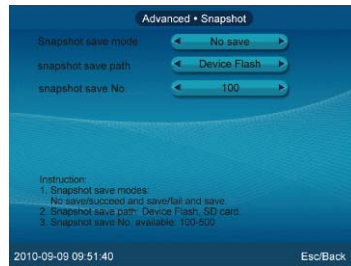 Advanced • Snapshot
Snapshot save mode No save
snapshot save path Device Flash
snapshot save No. 100
Instruction:
1. Snapshot save modes:
No save/succeed and save/fail and save.
2. Snapshot save path: Device Flash, SD card.
3. Snapshot save No. available: 100-500
2010-09-09 09:51:40 Esc/Back